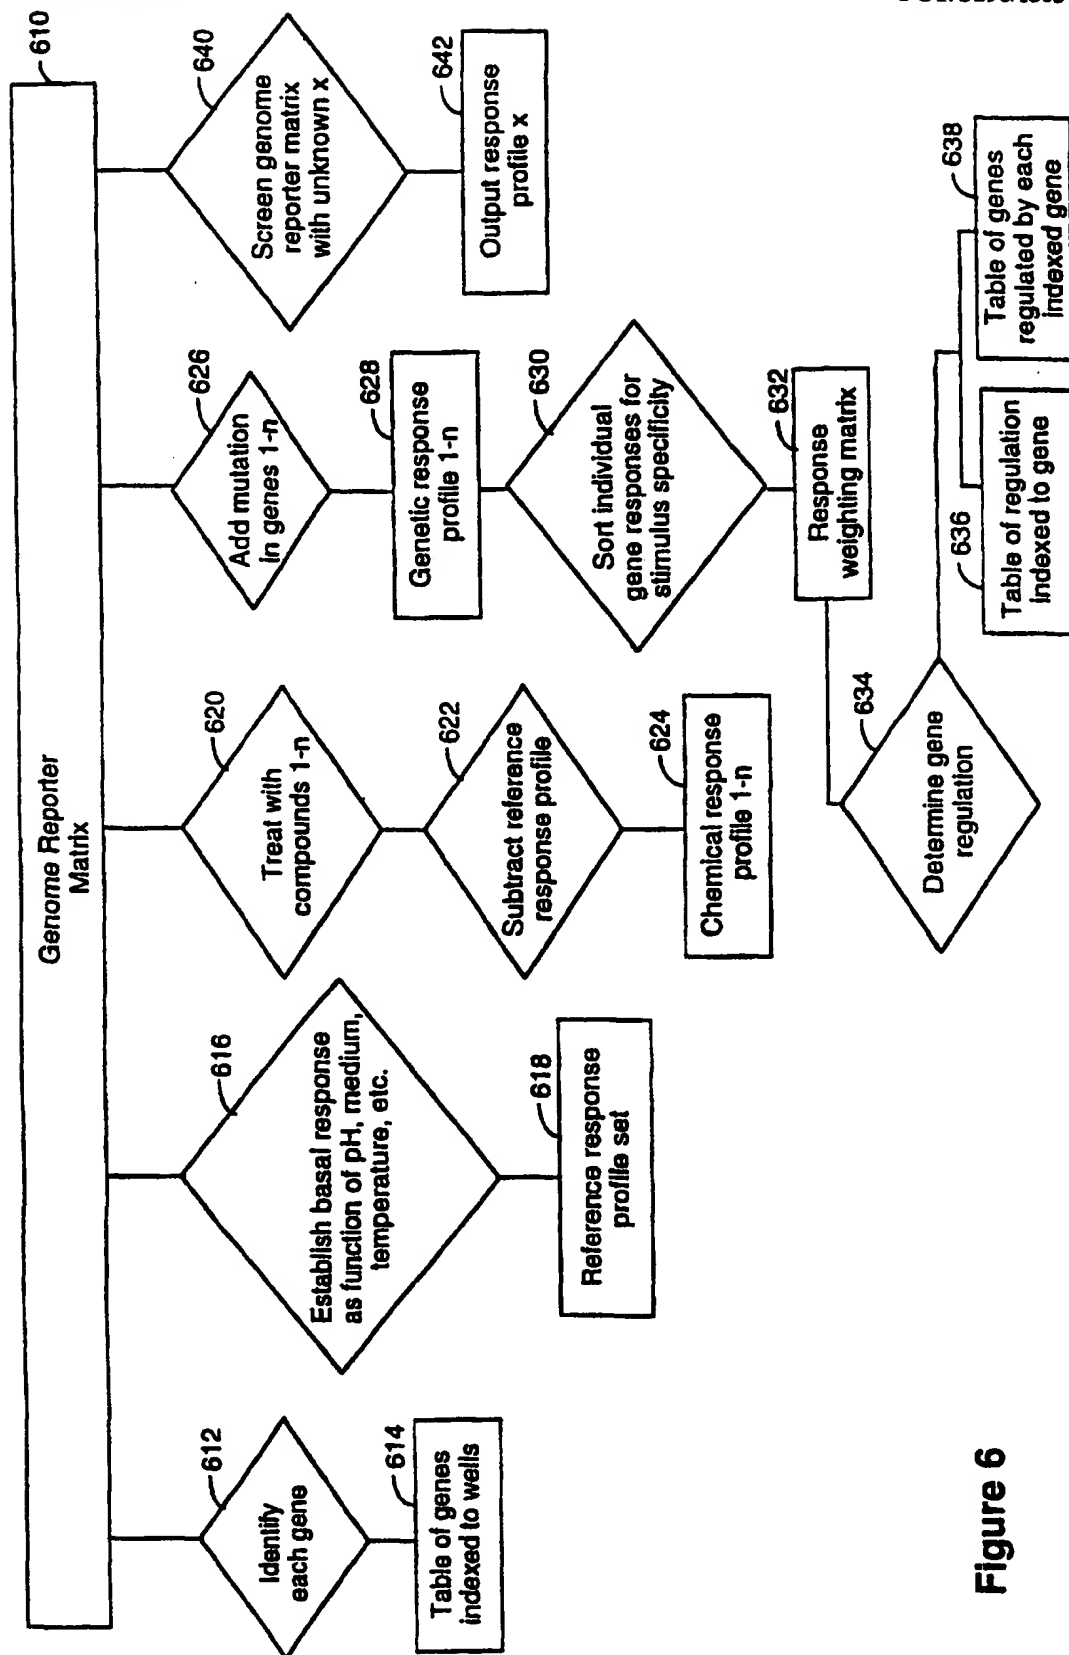 Genome Reporter
Matrix
610
Identify
each gene
612
Table of genes
indexed to wells
614
Establish basal response
as function of pH, medium,
temperature, etc.
616
Reference response
profile set
618
Treat with
compounds 1-n
620
Subtract reference
response profile
622
Chemical response
profile 1-n
624
Add mutation
in genes 1-n
626
Genetic response
profile 1-n
628
Sort individual
gene responses for
stimulus specificity
630
Response
weighting matrix
632
Determine gene
regulation
634
Table of regulation
indexed to gene
636
Table of genes
regulated by each
indexed gene
638
Screen genome
reporter matrix
with unknown x
640
Output response
profile x
642
Figure 6